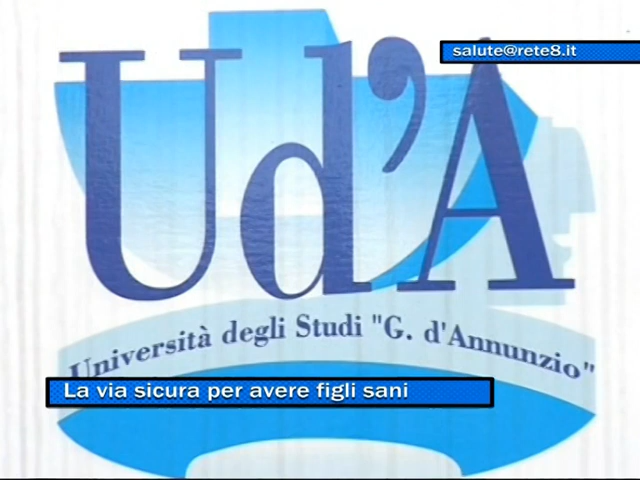 salute@rete8.it
Ud'A
Università degli Studi "G. d'Annunzio"
La via sicura per avere figli sani